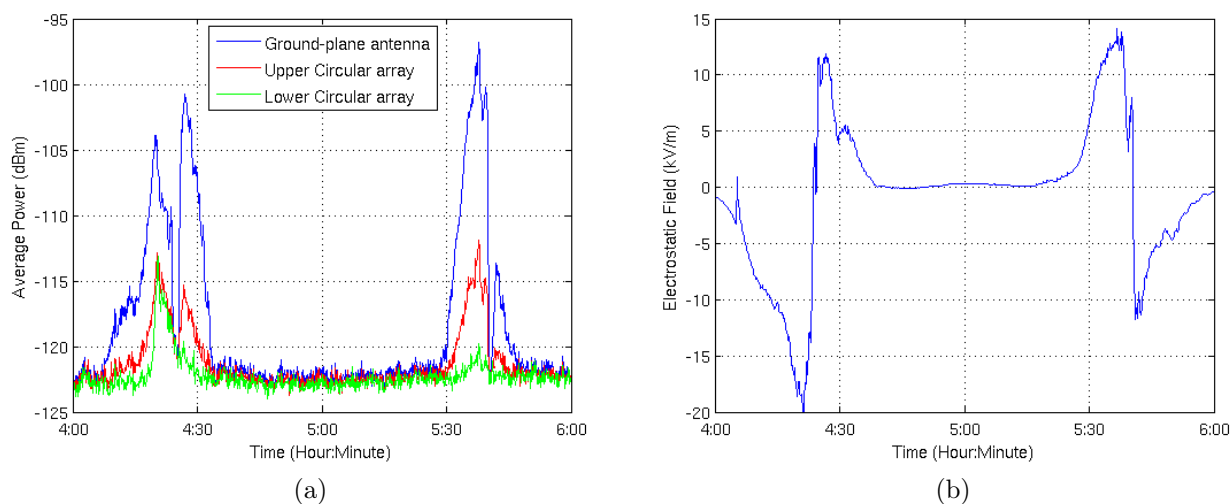 -95
-100
-105
-110
-115
-120
-125
Average Power (dBm)
Ground-plane antenna
Upper Circular array
Lower Circular array
4:00
4:30
5:00
5:30
6:00
Time (Hour:Minute)
(a)
15
10
5
0
-5
-10
-15
-20
Electrostatic Field (kV/m)
4:00
4:30
5:00
5:30
6:00
Time (Hour:Minute)
(b)